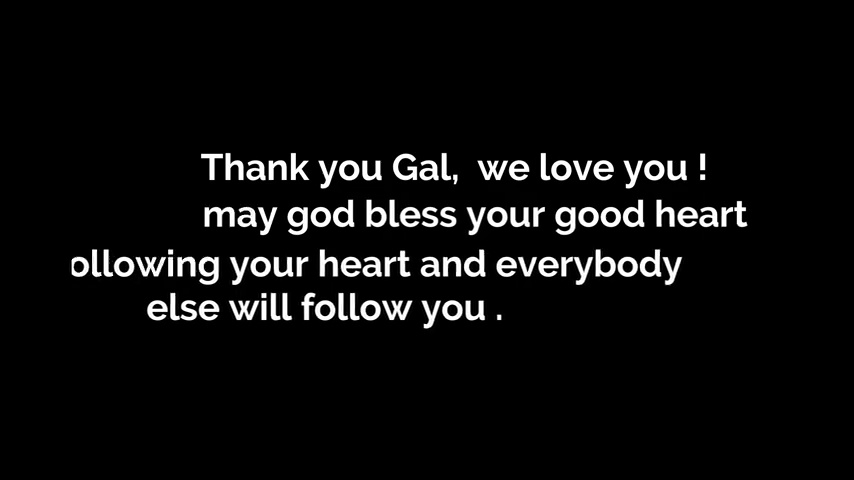 Thank you Gal, we love you !
may god bless your good heart
ollowing your heart and everybody
else will follow you .